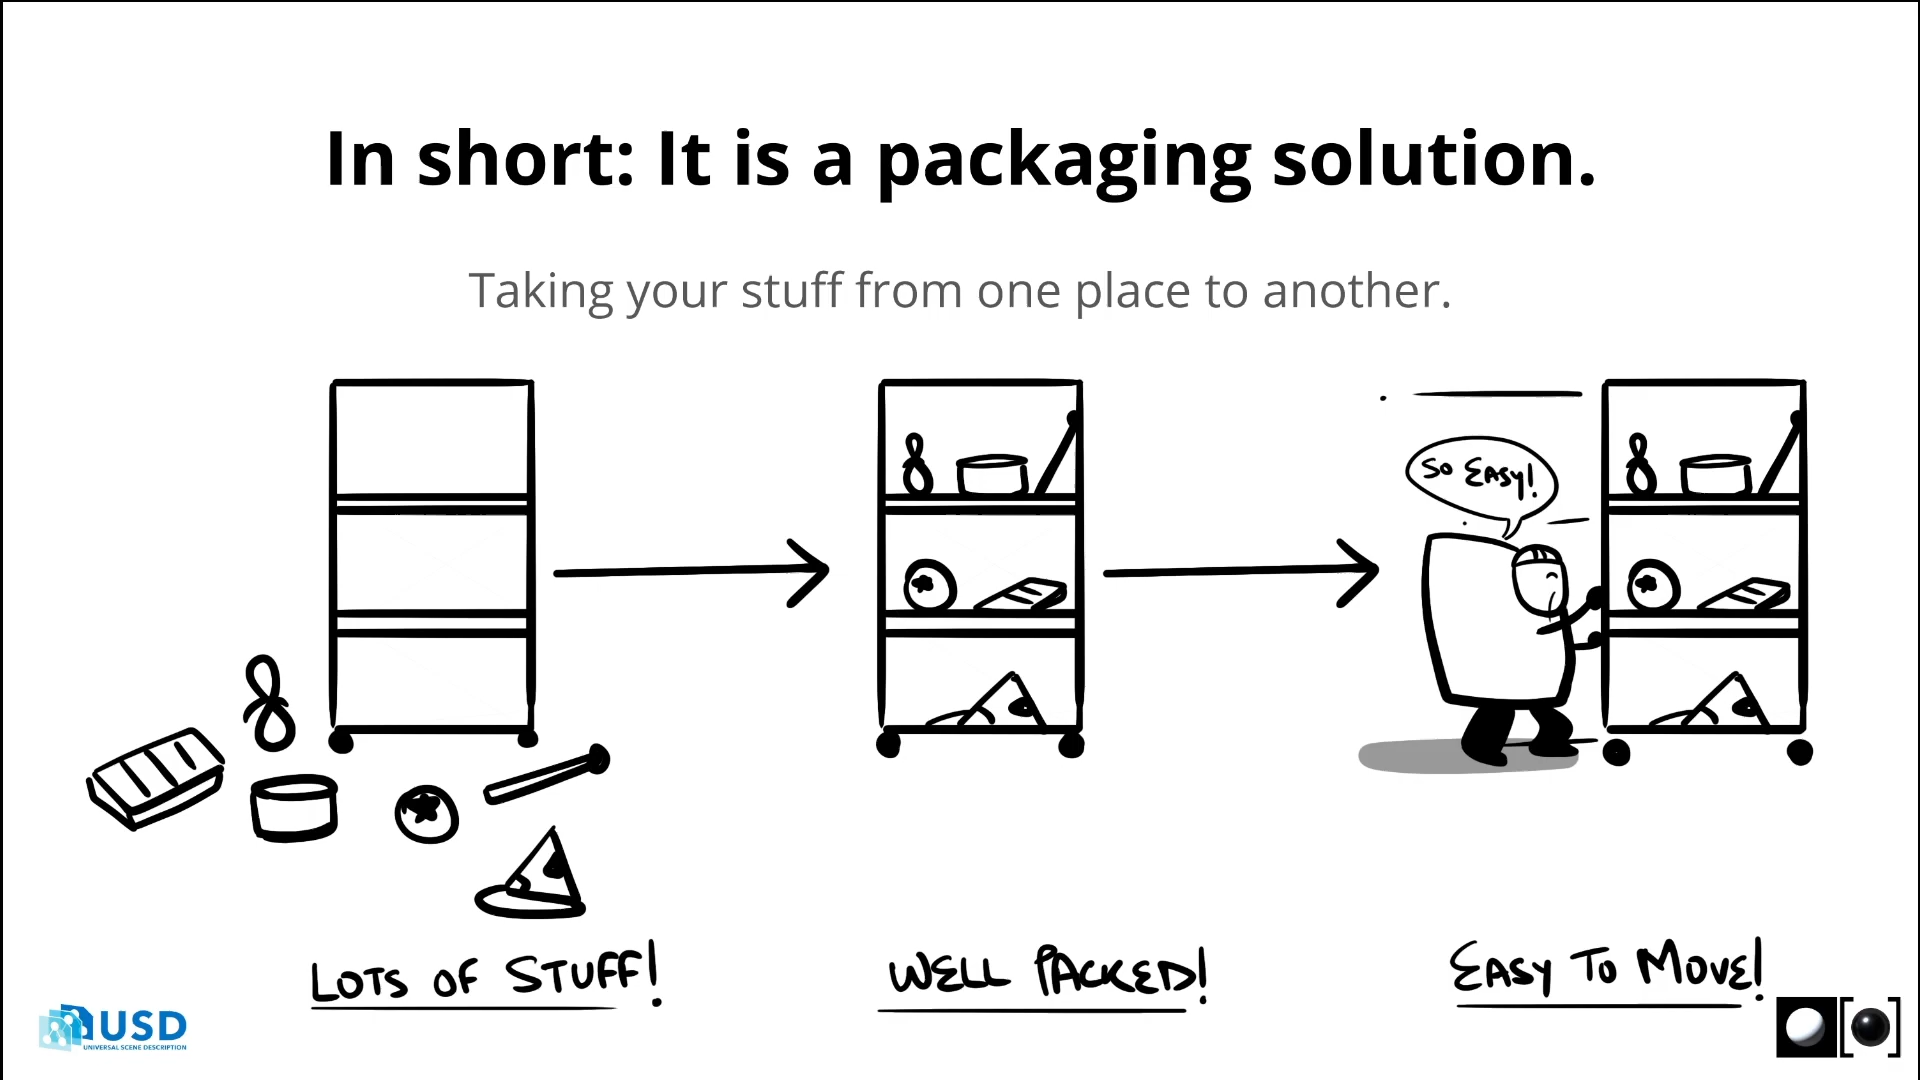 In short: It is a packaging solution.
Taking your stuff from one place to another.
SO EASY!
LOTS OF STUFF!
WELL PACKED!
EASY TO MOVE!
USD
UNIVERSAL SCENE DESCRIPTION